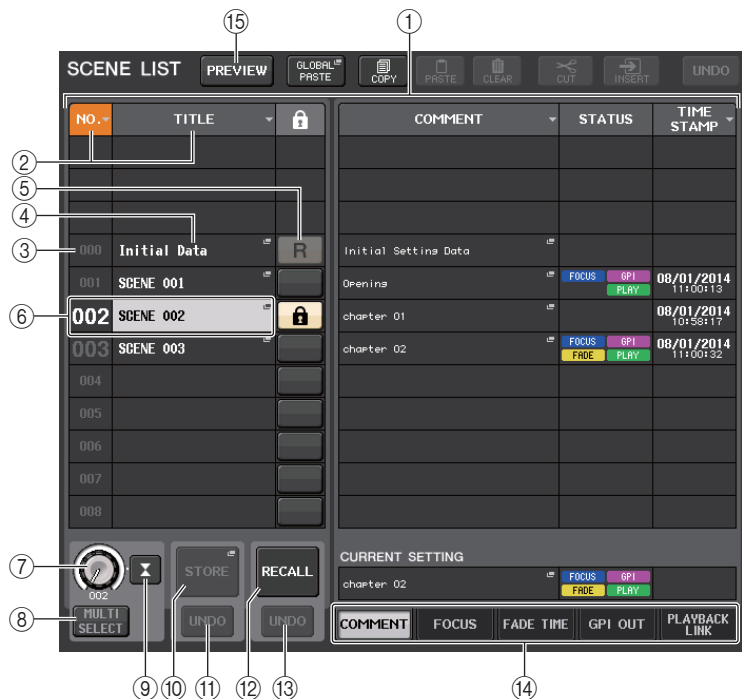 ⑮ ①
SCENE LIST PREVIEW GLOBAL PASTE COPY PASTE CLEAR CUT INSERT UNDO
NO. TITLE COMMENT STATUS TIME STAMP
②
⑤
④
③ 000 Initial Data R Initial Setting Data
001 SCENE 001 Opening FOCUS GPI PLAY 08/01/2014 11:00:13
⑥ 002 SCENE 002 chapter 01 08/01/2014 10:58:17
003 SCENE 003 chapter 02 FOCUS GPI FADE PLAY 08/01/2014 11:00:32
004
005
006
007
008
CURRENT SETTING
⑦ 002 STORE RECALL chapter 02 FOCUS GPI FADE PLAY
⑧ MULTI SELECT UNDO UNDO COMMENT FOCUS FADE TIME GPI OUT PLAYBACK LINK
⑨ ⑩ ⑪ ⑫ ⑬ ⑭